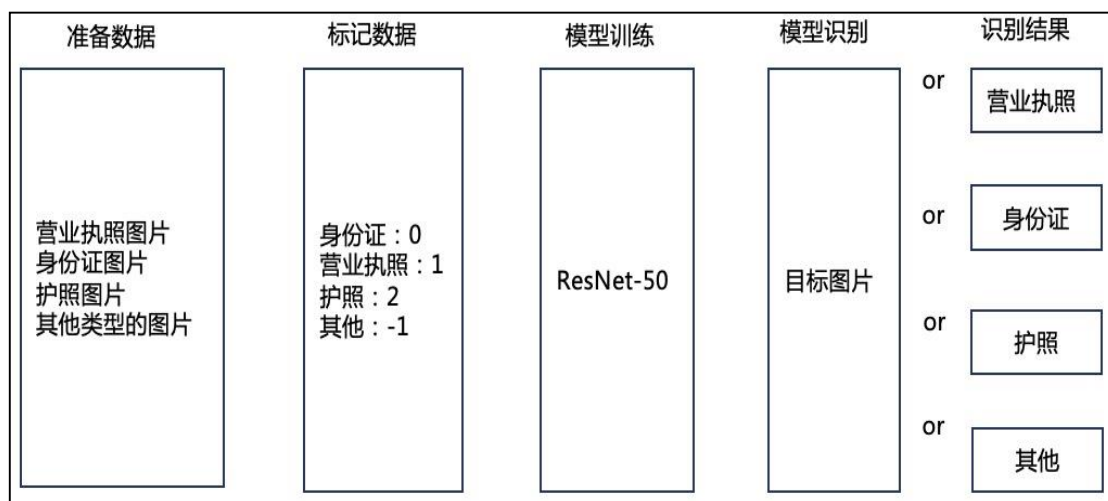 准备数据
标记数据
模型训练
模型识别
识别结果
营业执照图片
身份证图片
护照图片
其他类型的图片
身份证：0
营业执照：1
护照：2
其他：-1
ResNet-50
目标图片
or
营业执照
or
身份证
or
护照
or
其他